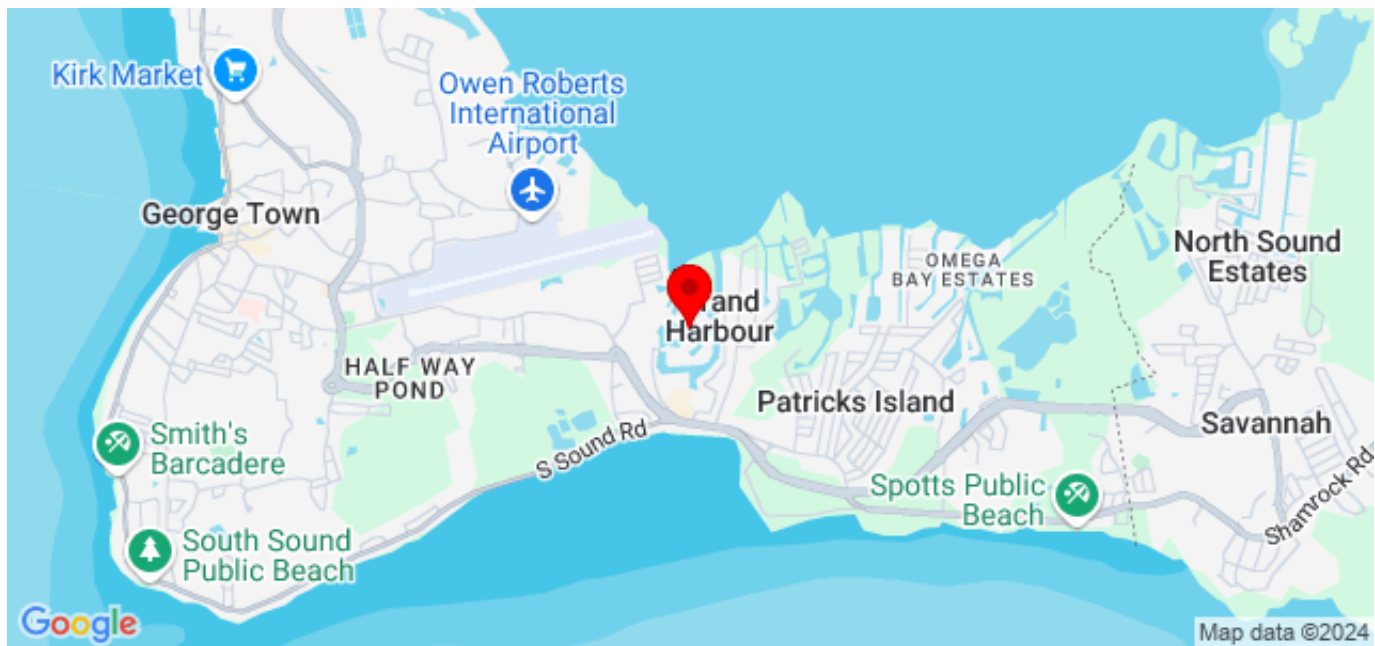 Kirk Market
Owen Roberts
International
Airport
George Town
North Sound
Estates
OMEGA
BAY ESTATES
rand
Harbour
HALF WAY
POND
Patricks Island
Savannah
Smith's
Barcadere
S Sound Rd
Spotts Public
Beach
Shamrock Rd
South Sound
Public Beach
Google
Map data ©2024